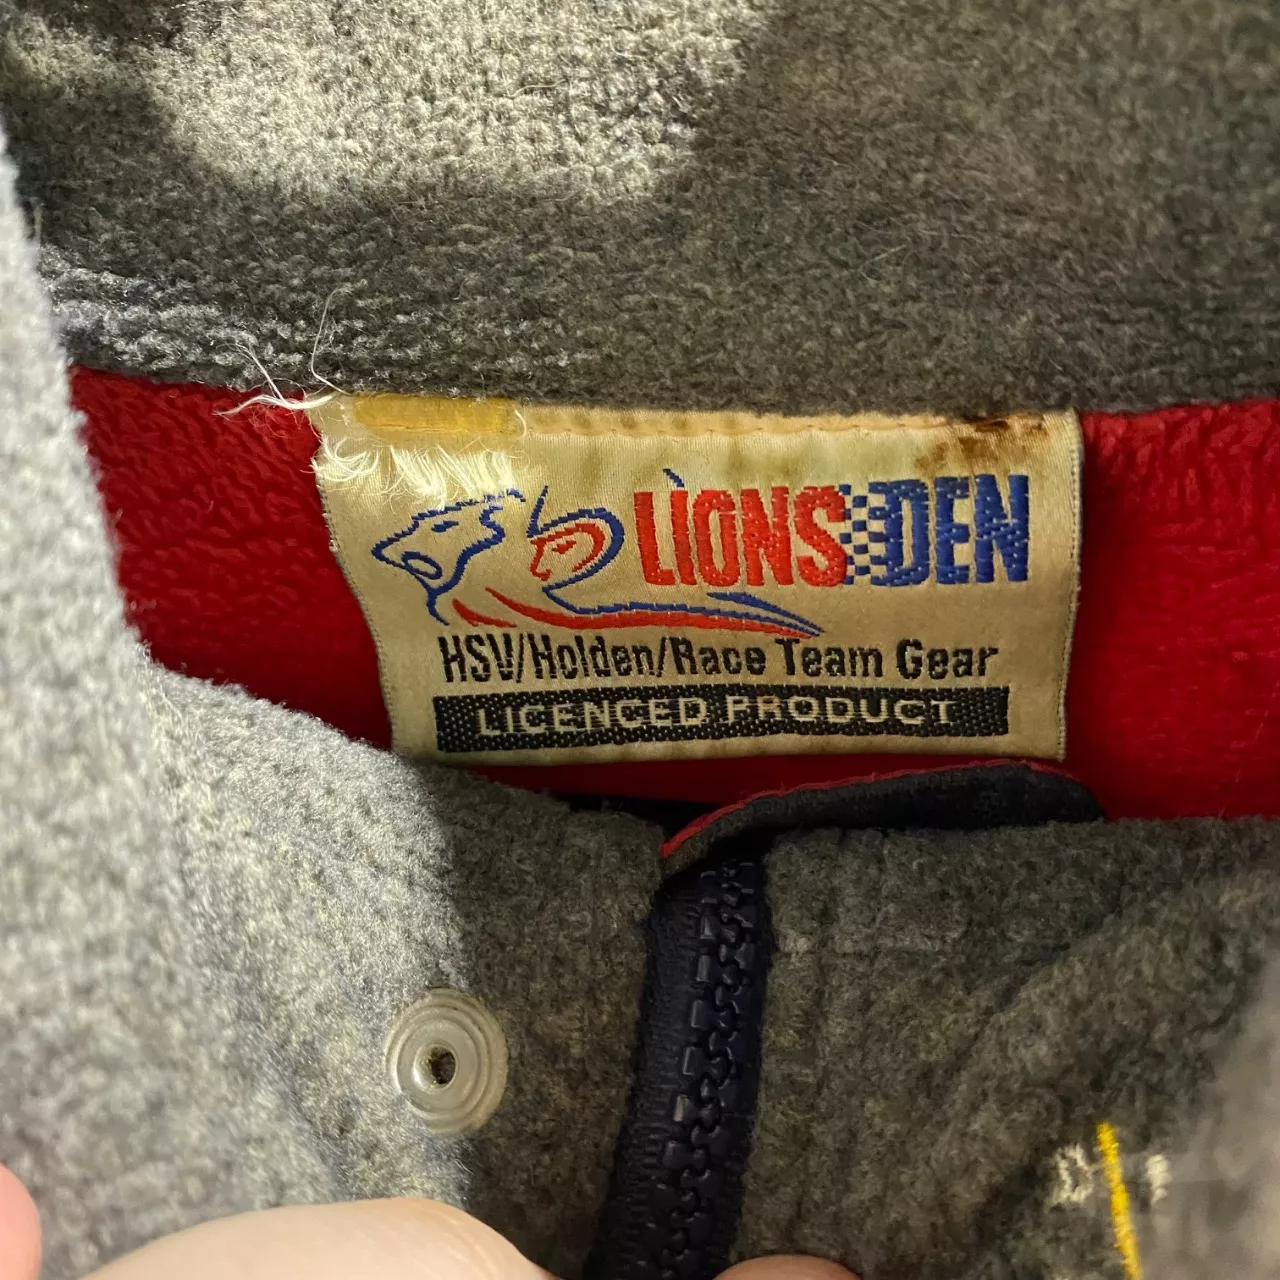 LIONS DEN
HSV/Holden/Race Team Gear
LICENCED PRODUCT